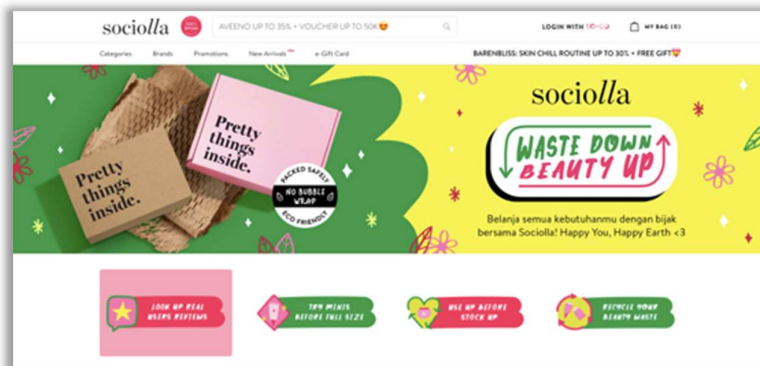 sociolla
AVEENO UP TO 35% + VOUCHER UP TO 50K😍
LOGIN WITH
MY BAG (0)
Categories
Brands
Promotions
New Arrivals
e-Gift Card
BARENBLISS: SKIN CHILL ROUTINE UP TO 30% + FREE GIFT😍
Pretty
things
inside.
Pretty
things
inside.
PACKED SAFELY
NO BUBBLE
WRAP
ECO FRIENDLY
sociolla
WASTE DOWN
BEAUTY UP
Belanja semua kebutuhanmu dengan bijak
bersama Sociolla! Happy You, Happy Earth <3
LOOK UP REAL
USERS REVIEWS
TRY MINIS
BEFORE FULL SIZE
USE UP BEFORE
STOCK UP
RECYCLE YOUR
BEAUTY WASTE